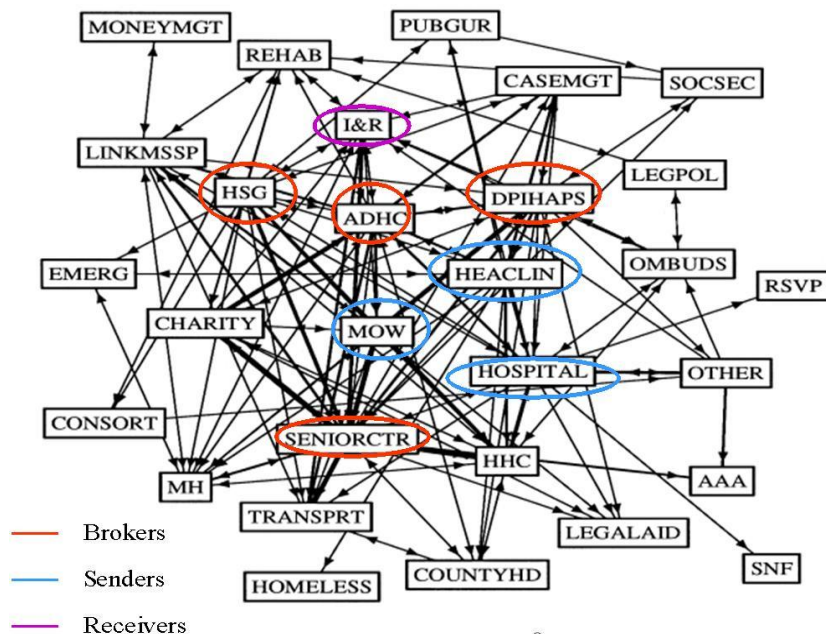 MONEYMGT
PUBGUR
REHAB
CASEMGT
SOCSEC
I&R
LINKMSSP
LEGPOL
HSG
DPIHAPS
ADHC
EMERG
HEACLIN
OMBUDS
RSVP
CHARITY
MOW
HOSPITAL
OTHER
CONSORT
SENIORCTR
HHC
MH
AAA
TRANSPRT
LEGALAID
Brokers
SNF
COUNTYHD
Senders
HOMELESS
Receivers